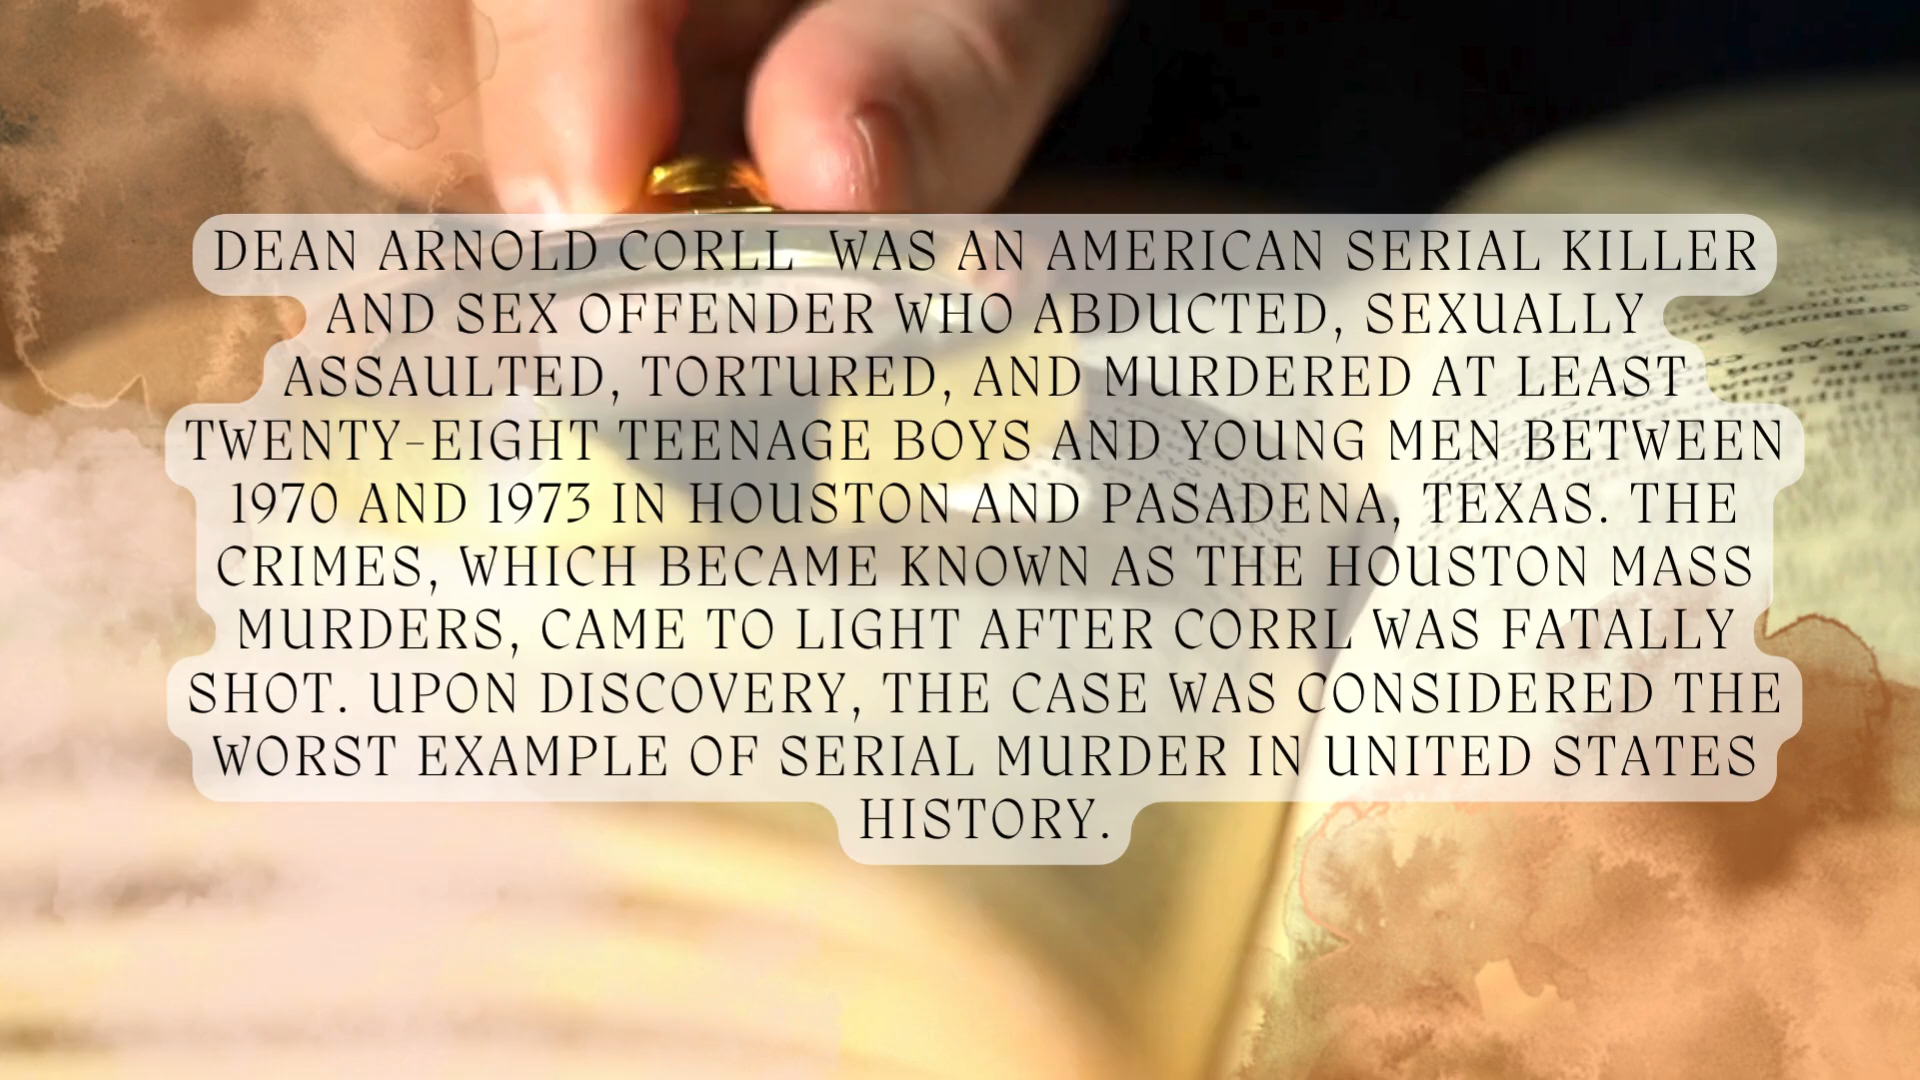 DEAN ARNOLD CORLL WAS AN AMERICAN SERIAL KILLER
AND SEX OFFENDER WHO ABDUCTED, SEXUALLY
ASSAULTED, TORTURED, AND MURDERED AT LEAST
TWENTY-EIGHT TEENAGE BOYS AND YOUNG MEN BETWEEN
1970 AND 1973 IN HOUSTON AND PASADENA, TEXAS. THE
CRIMES, WHICH BECAME KNOWN AS THE HOUSTON MASS
MURDERS, CAME TO LIGHT AFTER CORRL WAS FATALLY
SHOT. UPON DISCOVERY, THE CASE WAS CONSIDERED THE
WORST EXAMPLE OF SERIAL MURDER IN UNITED STATES
HISTORY.